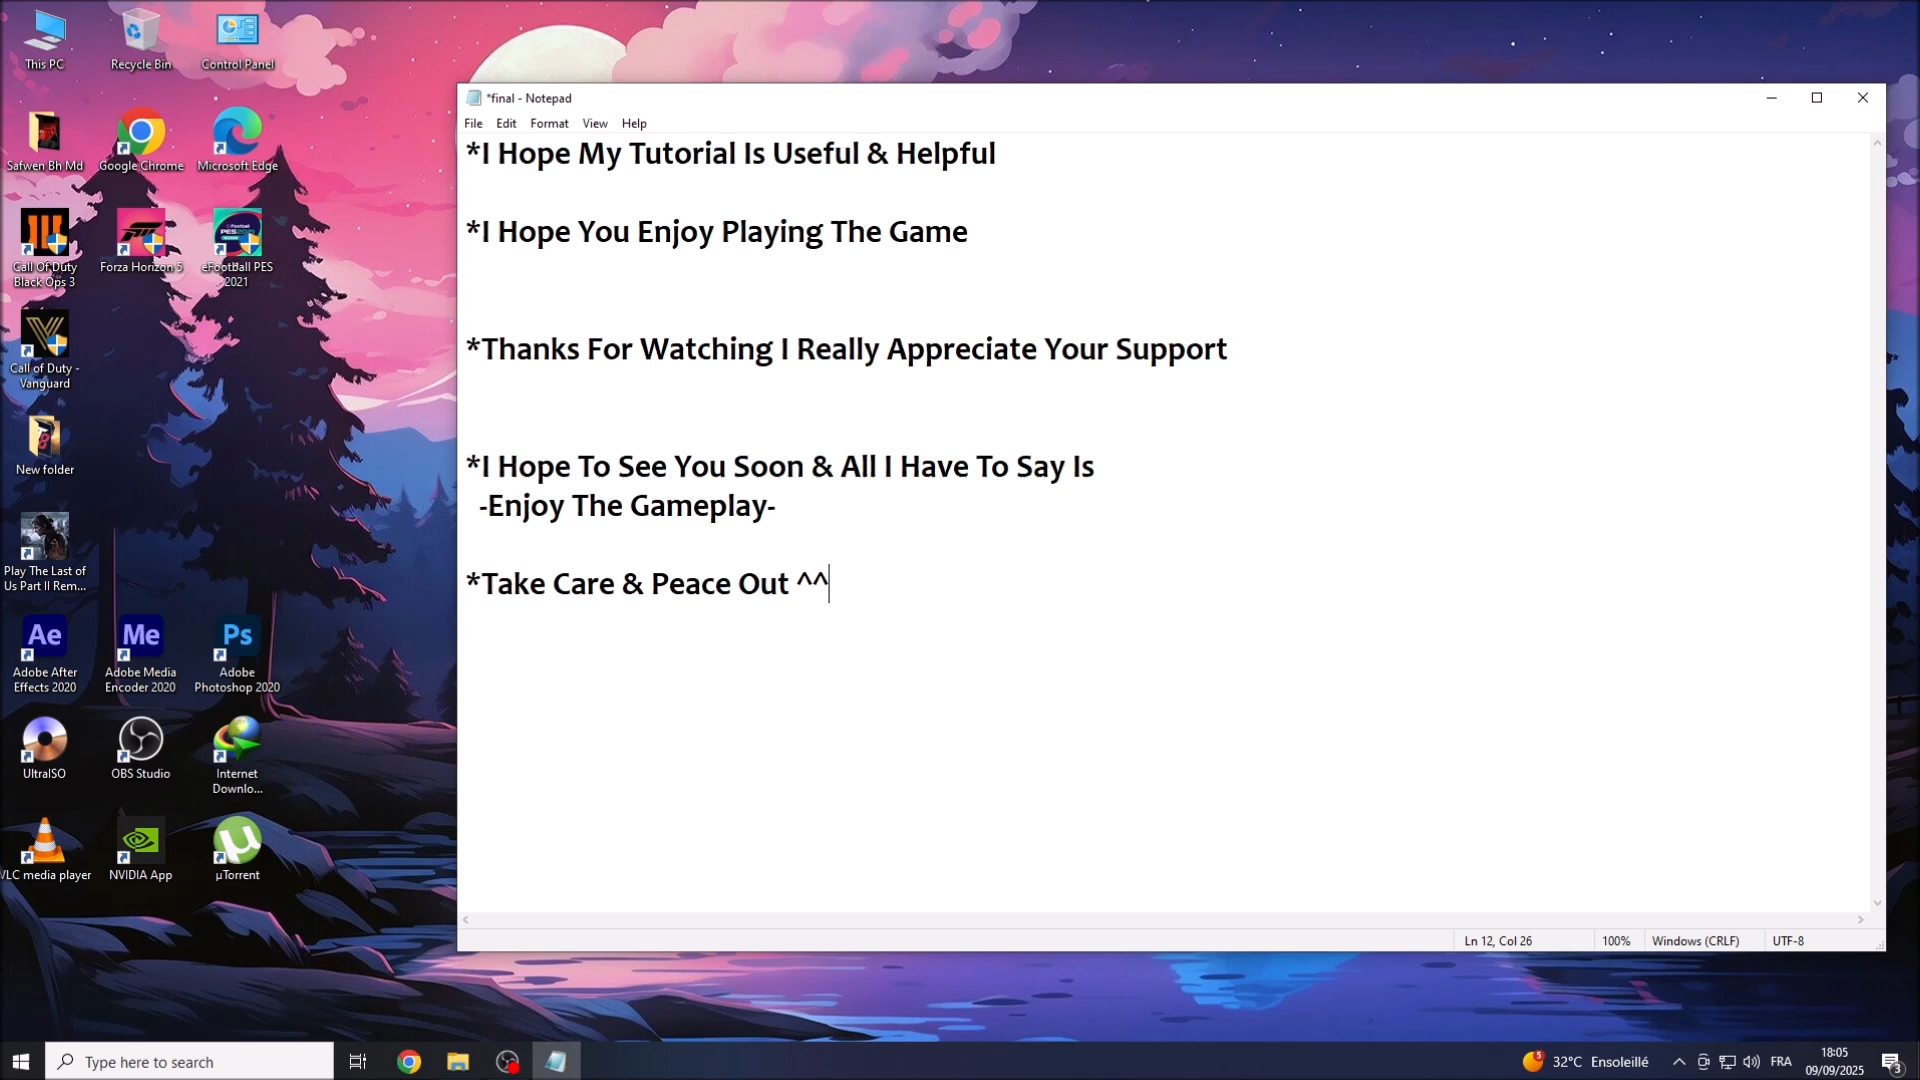 This PC
Recycle Bin
Control Panel
Safwen Bh Md
Google Chrome
Microsoft Edge
Call Of Duty
Black Ops 3
Forza Horizon 5
eFootball PES
2021
Call of Duty -
Vanguard
New folder
Play The Last of
Us Part II Rem...
Ae
Adobe After
Effects 2020
Me
Adobe Media
Encoder 2020
Ps
Adobe
Photoshop 2020
UltraISO
OBS Studio
Internet
Downlo...
VLC media player
NVIDIA App
µTorrent
*final - Notepad
File Edit Format View Help
*I Hope My Tutorial Is Useful & Helpful
*I Hope You Enjoy Playing The Game
*Thanks For Watching I Really Appreciate Your Support
*I Hope To See You Soon & All I Have To Say Is
-Enjoy The Gameplay-
*Take Care & Peace Out ^^
Ln 12, Col 26 100% Windows (CRLF) UTF-8
Type here to search
5 32°C Ensoleillé FRA
18:05
09/09/2025
3